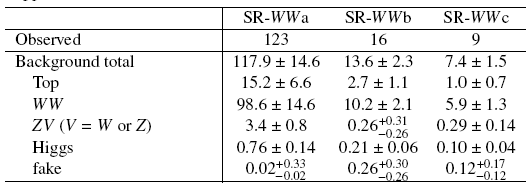 SR-WWa SR-WWb SR-WWc
Observed 123 16 9
Background total 117.9 ± 14.6 13.6 ± 2.3 7.4 ± 1.5
Top 15.2 ± 6.6 2.7 ± 1.1 1.0 ± 0.7
WW 98.6 ± 14.6 10.2 ± 2.1 5.9 ± 1.3
ZV (V = W or Z) 3.4 ± 0.8 0.26+0.31−0.26 0.29 ± 0.14
Higgs 0.76 ± 0.14 0.21 ± 0.06 0.10 ± 0.04
fake 0.02+0.33−0.02 0.26+0.30−0.26 0.12+0.17−0.12